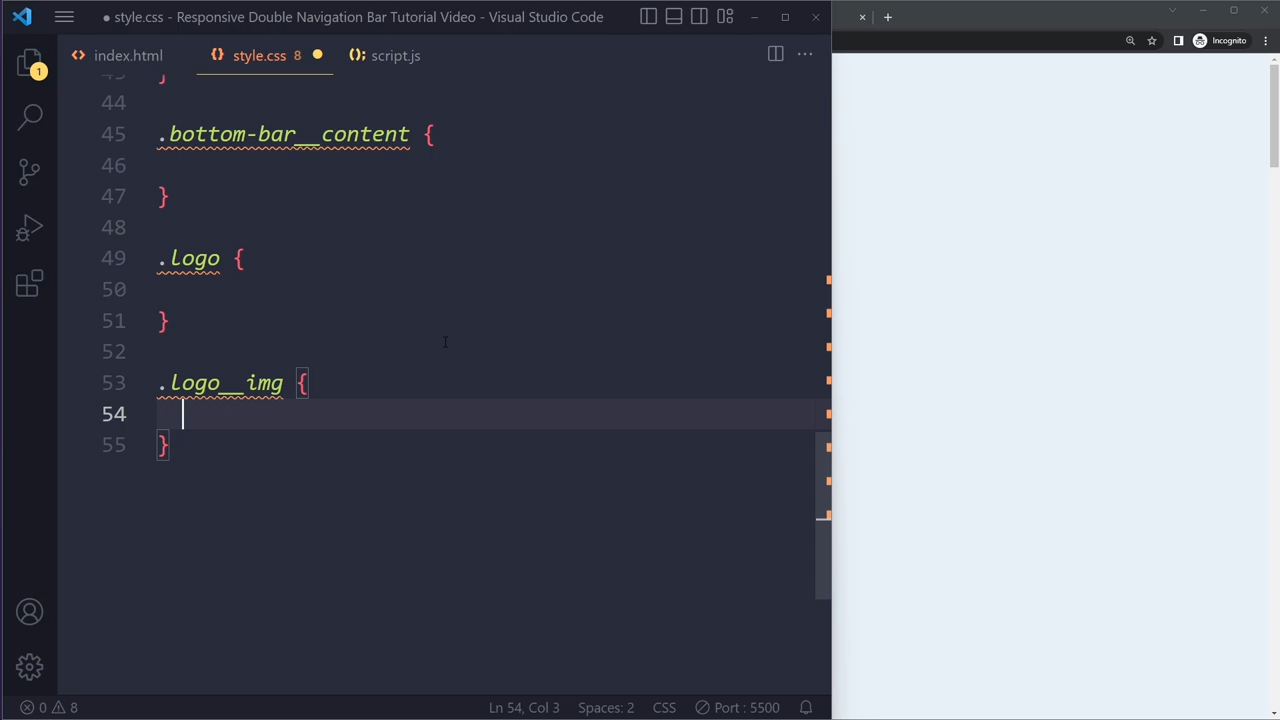 style.css - Responsive Double Navigation Bar Tutorial Video - Visual Studio Code
index.html
style.css 8
script.js
Incognito
1
}
44
45 .bottom-bar__content {
46
47 }
48
49 .logo {
50
51 }
52
53 .logo__img {
54
55 }
0 8
Ln 54, Col 3
Spaces: 2
CSS
Port : 5500